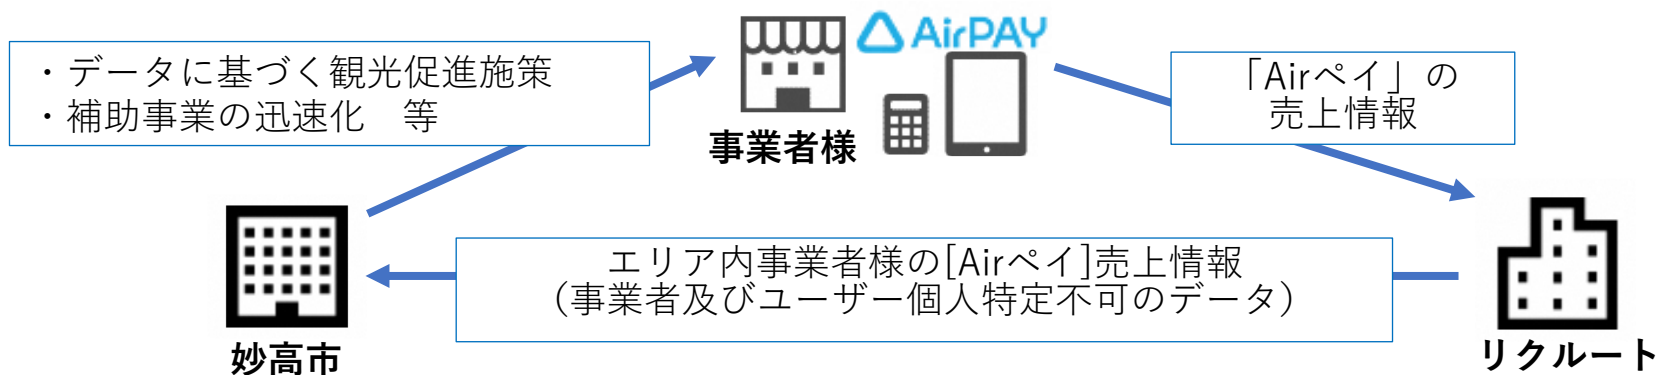 ・データに基づく観光促進施策
・補助事業の迅速化　等
AirPAY
事業者様
「Airペイ」の
売上情報
妙高市
エリア内事業者様の[Airペイ]売上情報
（事業者及びユーザー個人特定不可のデータ）
リクルート